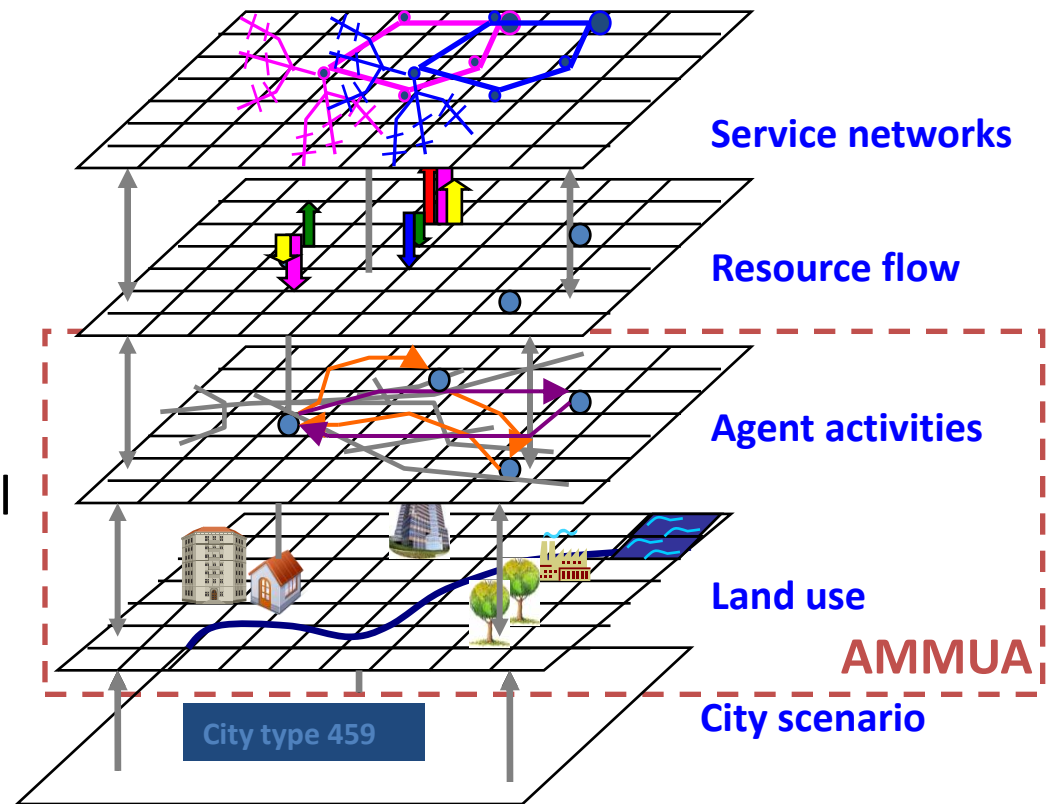 Service networks
Resource flow
Agent activities
Land use
AMMUA
City scenario
City type 459